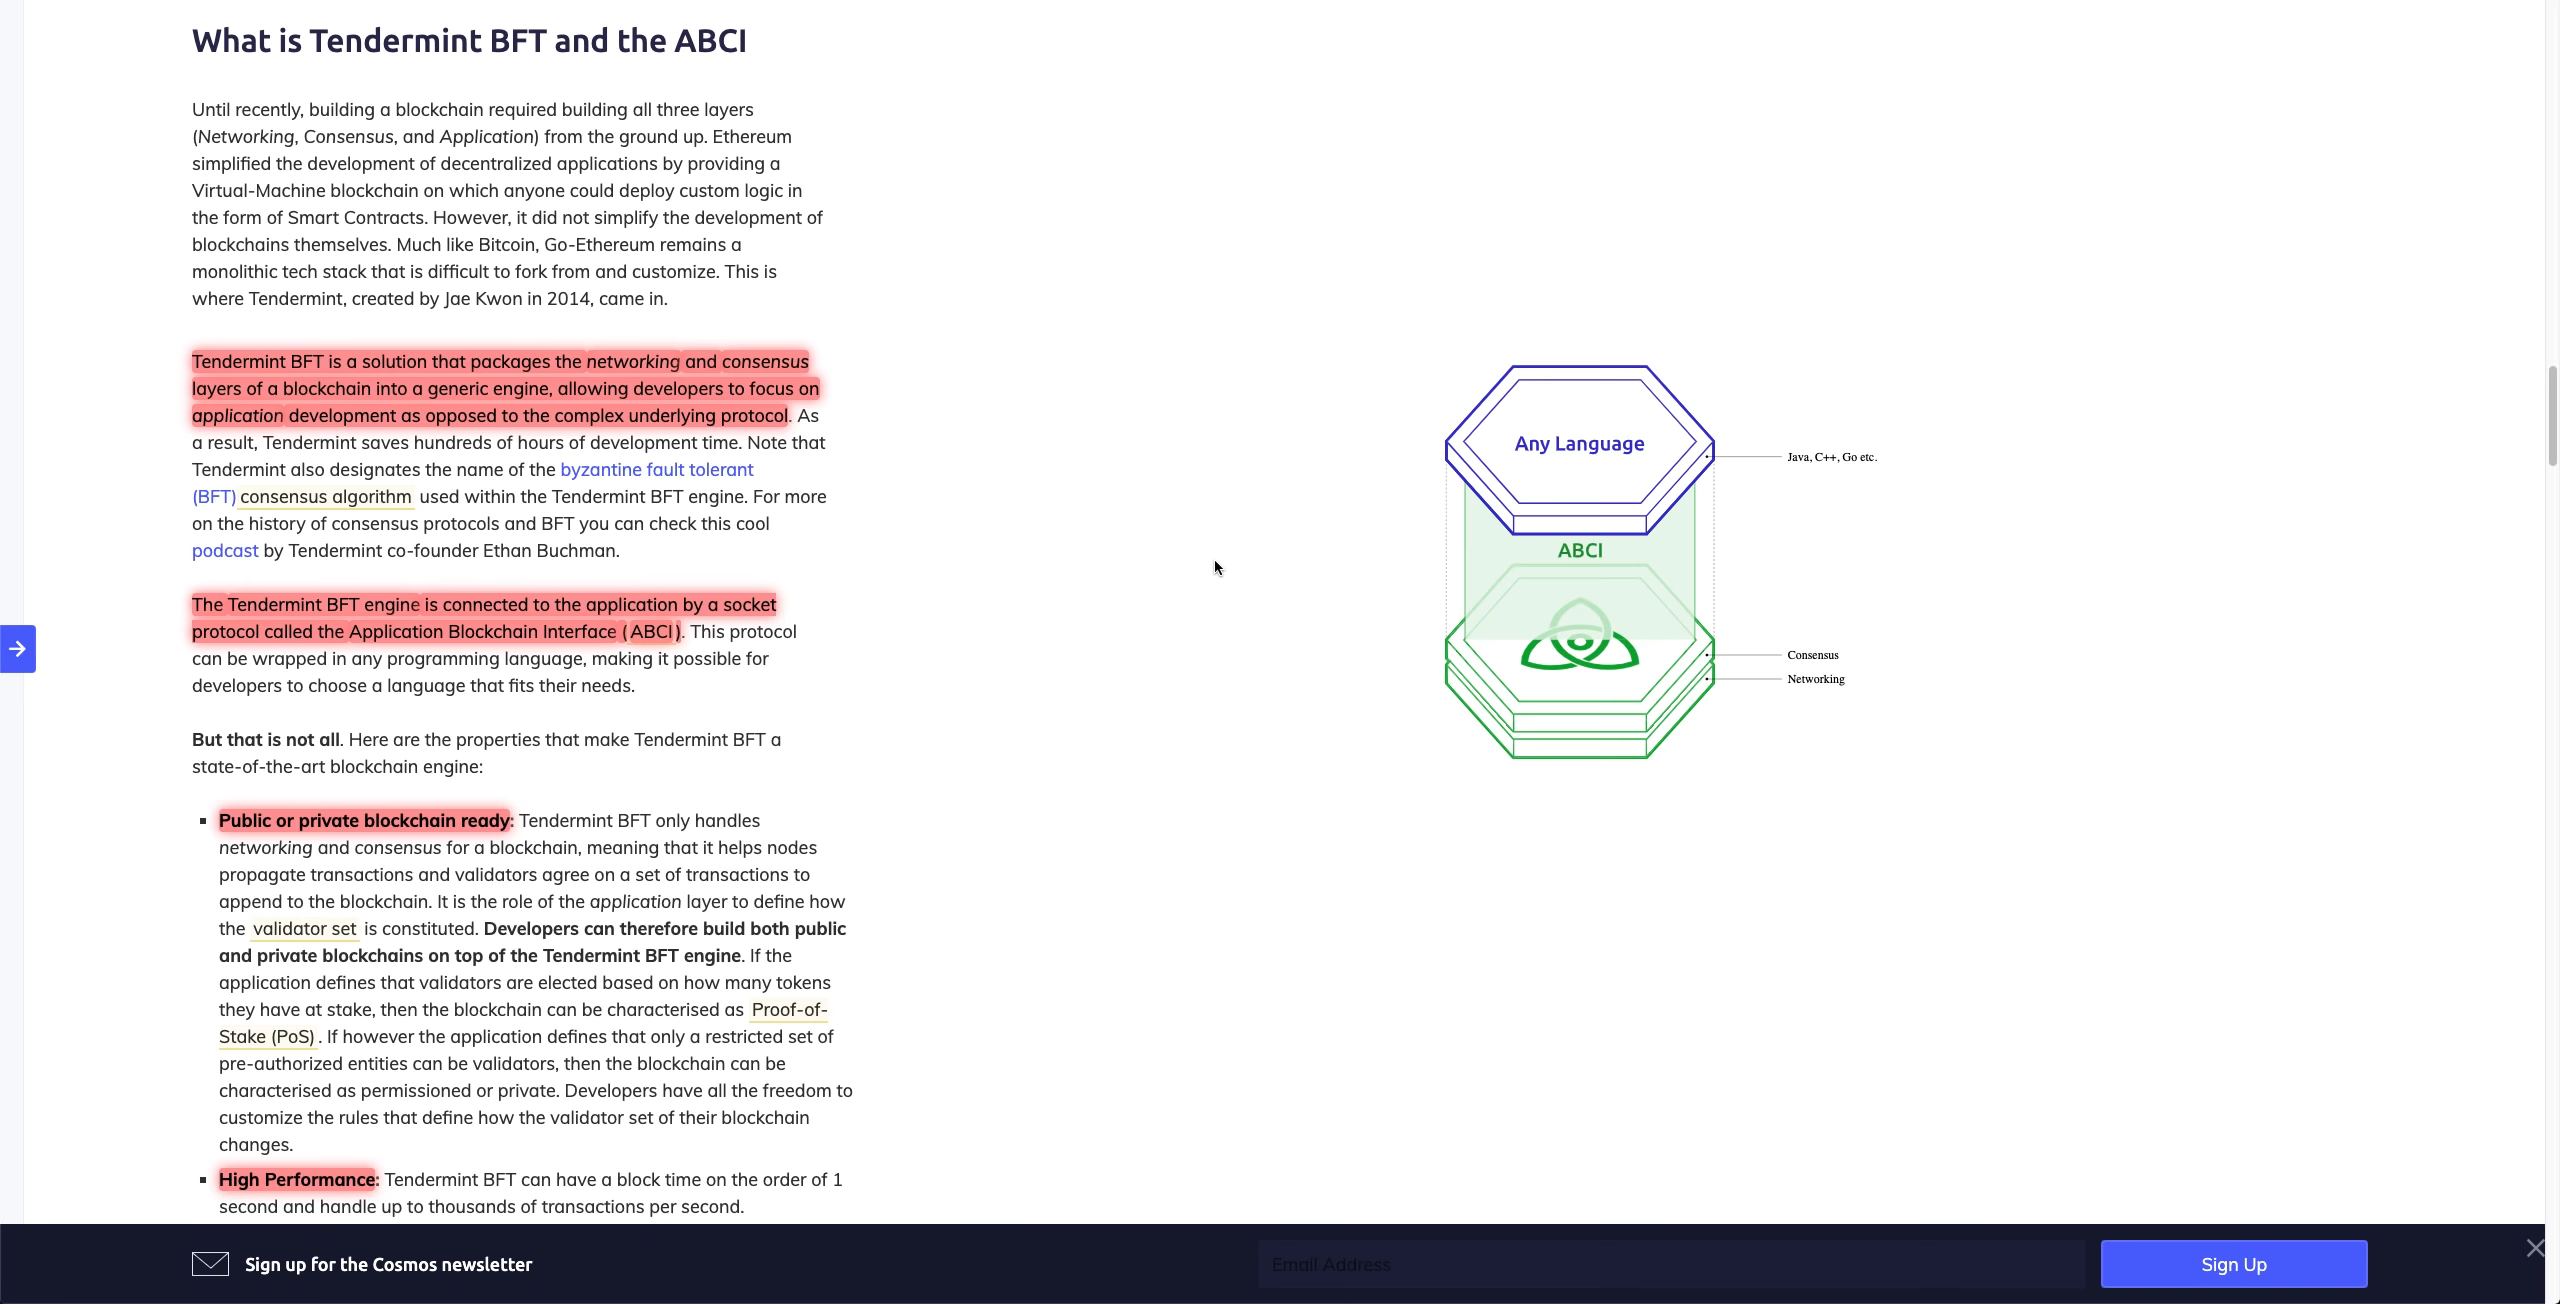 What is Tendermint BFT and the ABCI
Until recently, building a blockchain required building all three layers
(Networking, Consensus, and Application) from the ground up. Ethereum
simplified the development of decentralized applications by providing a
Virtual-Machine blockchain on which anyone could deploy custom logic in
the form of Smart Contracts. However, it did not simplify the development of
blockchains themselves. Much like Bitcoin, Go-Ethereum remains a
monolithic tech stack that is difficult to fork from and customize. This is
where Tendermint, created by Jae Kwon in 2014, came in.
Tendermint BFT is a solution that packages the networking and consensus
layers of a blockchain into a generic engine, allowing developers to focus on
application development as opposed to the complex underlying protocol. As
a result, Tendermint saves hundreds of hours of development time. Note that
Tendermint also designates the name of the byzantine fault tolerant
(BFT) consensus algorithm used within the Tendermint BFT engine. For more
on the history of consensus protocols and BFT you can check this cool
podcast by Tendermint co-founder Ethan Buchman.
The Tendermint BFT engine is connected to the application by a socket
protocol called the Application Blockchain Interface (ABCI). This protocol
can be wrapped in any programming language, making it possible for
developers to choose a language that fits their needs.
But that is not all. Here are the properties that make Tendermint BFT a
state-of-the-art blockchain engine:
Public or private blockchain ready: Tendermint BFT only handles
networking and consensus for a blockchain, meaning that it helps nodes
propagate transactions and validators agree on a set of transactions to
append to the blockchain. It is the role of the application layer to define how
the validator set is constituted. Developers can therefore build both public
and private blockchains on top of the Tendermint BFT engine. If the
application defines that validators are elected based on how many tokens
they have at stake, then the blockchain can be characterised as Proof-of-
Stake (PoS). If however the application defines that only a restricted set of
pre-authorized entities can be validators, then the blockchain can be
characterised as permissioned or private. Developers have all the freedom to
customize the rules that define how the validator set of their blockchain
changes.
High Performance: Tendermint BFT can have a block time on the order of 1
second and handle up to thousands of transactions per second.
Any Language
Java, C++, Go etc.
ABCI
Consensus
Networking
Sign up for the Cosmos newsletter
Email Address
Sign Up